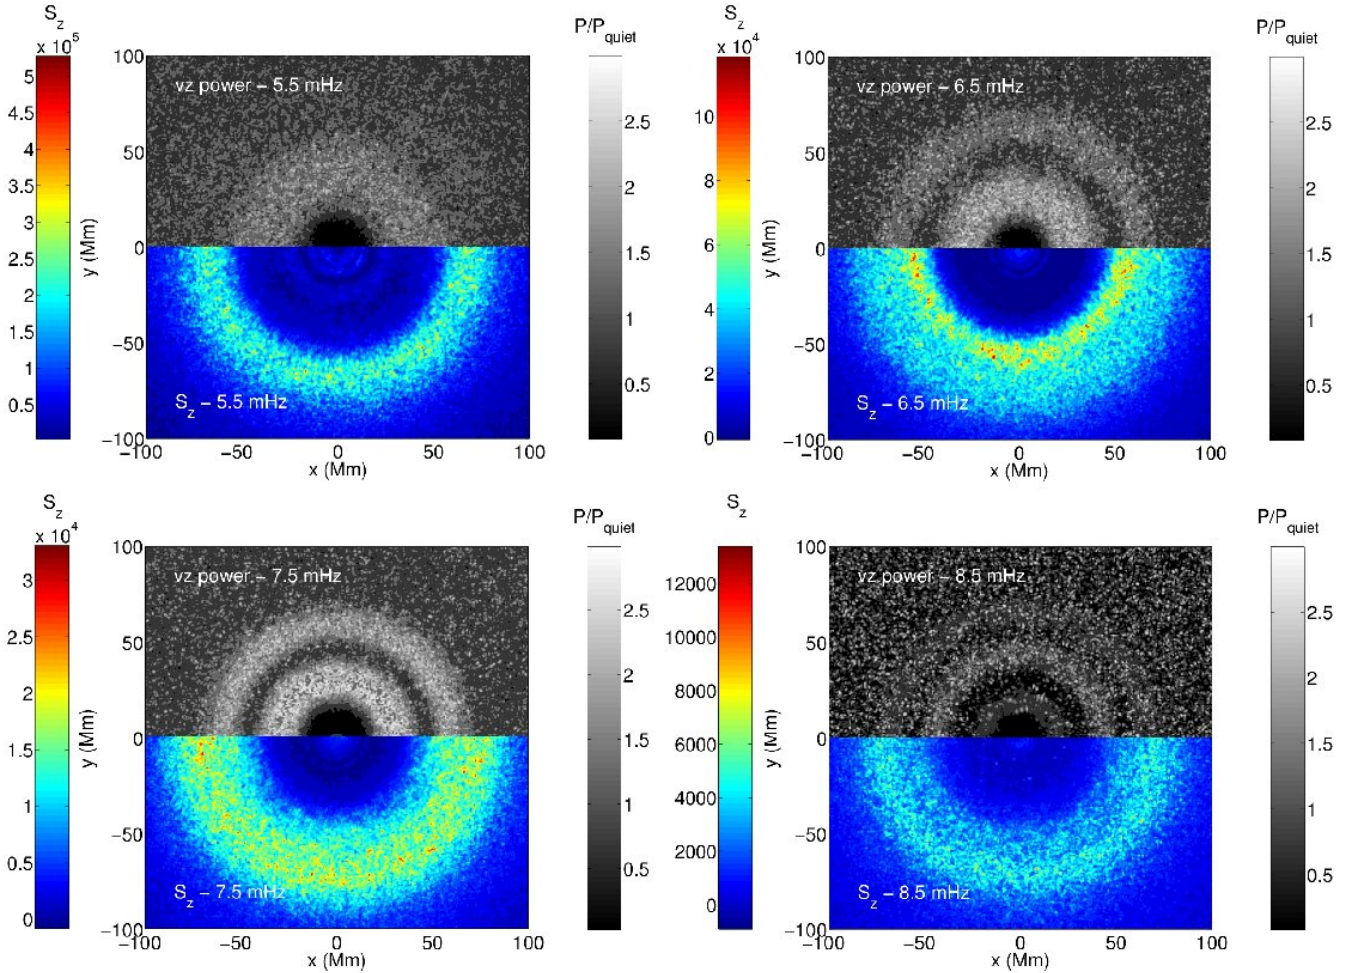 S_z
x 10^5
5
4.5
4
3.5
3
2.5
2
1.5
1
0.5
y (Mm)
100
50
0
−50
−100
vz power − 5.5 mHz
S_z − 5.5 mHz
−100 −50 0 50 100
x (Mm)
P/P_quiet
2.5
2
1.5
1
0.5
S_z
x 10^4
10
8
6
4
2
0
y (Mm)
100
50
0
−50
−100
vz power − 6.5 mHz
S_z − 6.5 mHz
−100 −50 0 50 100
x (Mm)
P/P_quiet
2.5
2
1.5
1
0.5
S_z
x 10^4
3
2.5
2
1.5
1
0.5
0
y (Mm)
100
50
0
−50
−100
vz power − 7.5 mHz
S_z − 7.5 mHz
−100 −50 0 50 100
x (Mm)
P/P_quiet
2.5
2
1.5
1
0.5
S_z
12000
10000
8000
6000
4000
2000
0
y (Mm)
100
50
0
−50
−100
vz power − 8.5 mHz
S_z − 8.5 mHz
−100 −50 0 50 100
x (Mm)
P/P_quiet
2.5
2
1.5
1
0.5